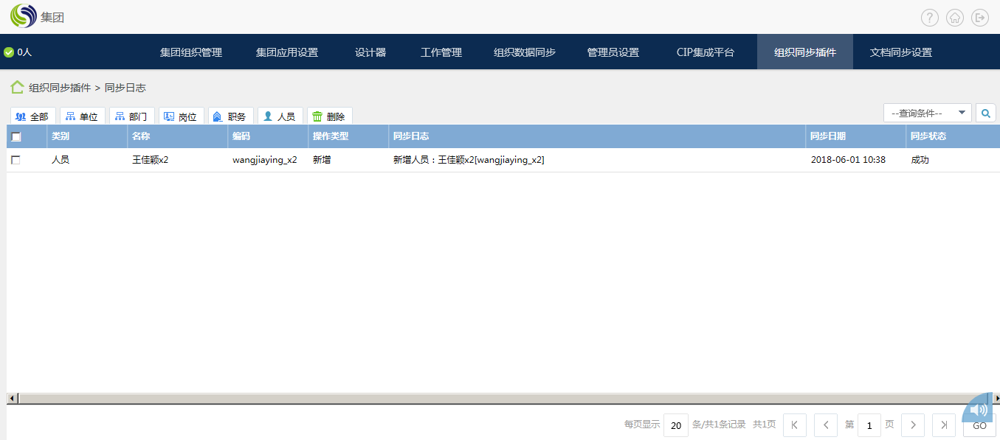 集团
?
0人 集团组织管理 集团应用设置 设计器 工作管理 组织数据同步 管理员设置 CIP集成平台 组织同步插件 文档同步设置
组织同步插件 > 同步日志
全部 单位 部门 岗位 职务 人员 删除 --查询条件--
类别 名称 编码 操作类型 同步日志 同步日期 同步状态
人员 王佳颖x2 wangjiaying_x2 新增 新增人员：王佳颖x2[wangjiaying_x2] 2018-06-01 10:38 成功
每页显示 20 条/共1条记录 共1页 第 1 页 GO